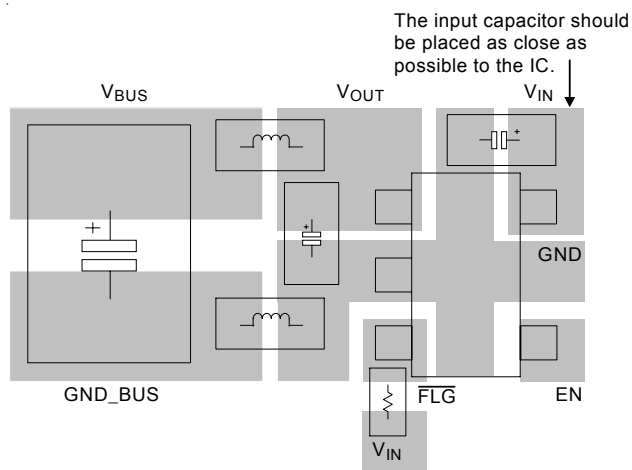 The input capacitor should
be placed as close as
possible to the IC.
VBUS
VOUT
VIN
+
+
+
GND
GND_BUS
FLG
EN
VIN